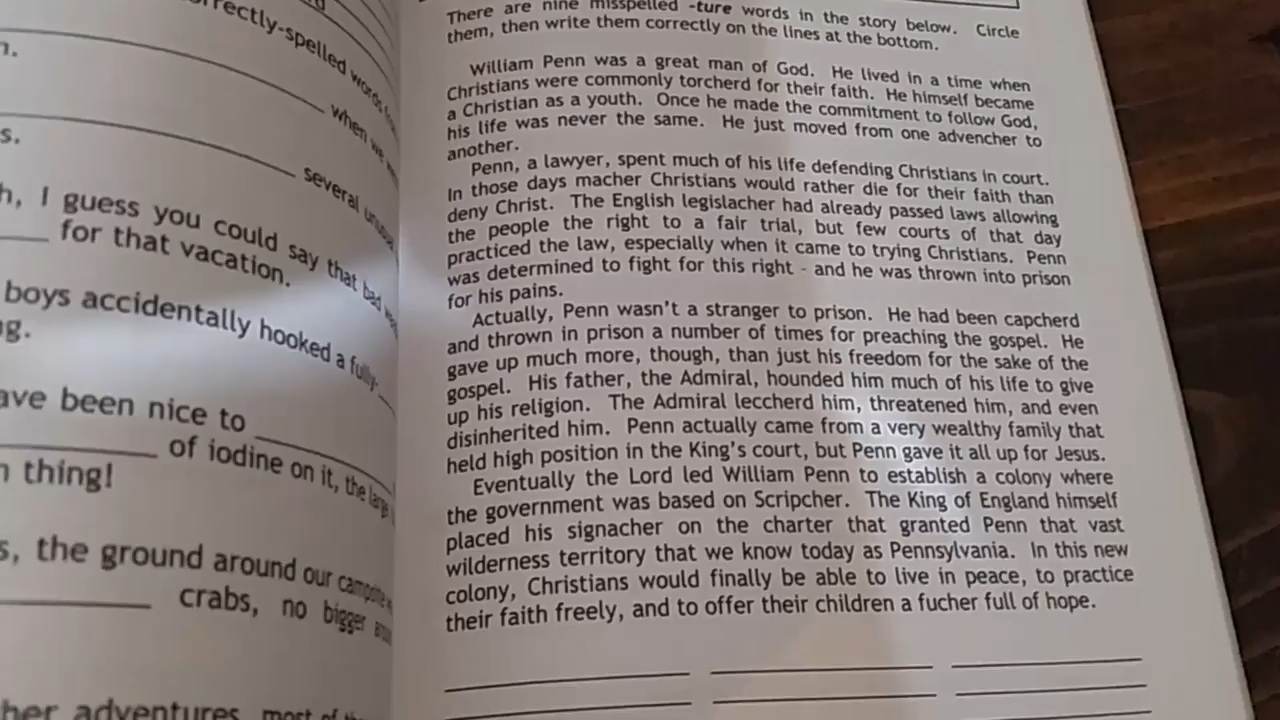 rrectly-spelled words
n.
when we
s.
several
h, I guess you could say that bad
for that vacation.
boys accidentally hooked a fully-
ng.
ave been nice to
of iodine on it, the large
n thing!
s, the ground around our campsite
crabs, no bigger
her adventures, most of
There are nine misspelled -ture words in the story below. Circle
them, then write them correctly on the lines at the bottom.
William Penn was a great man of God. He lived in a time when
Christians were commonly torcherd for their faith. He himself became
a Christian as a youth. Once he made the commitment to follow God,
his life was never the same. He just moved from one advencher to
another.
Penn, a lawyer, spent much of his life defending Christians in court.
In those days macher Christians would rather die for their faith than
deny Christ. The English legislacher had already passed laws allowing
the people the right to a fair trial, but few courts of that day
practiced the law, especially when it came to trying Christians. Penn
was determined to fight for this right - and he was thrown into prison
for his pains.
Actually, Penn wasn't a stranger to prison. He had been capcherd
and thrown in prison a number of times for preaching the gospel. He
gave up much more, though, than just his freedom for the sake of the
gospel. His father, the Admiral, hounded him much of his life to give
up his religion. The Admiral leccherd him, threatened him, and even
disinherited him. Penn actually came from a very wealthy family that
held high position in the King's court, but Penn gave it all up for Jesus.
Eventually the Lord led William Penn to establish a colony where
the government was based on Scripcher. The King of England himself
placed his signacher on the charter that granted Penn that vast
wilderness territory that we know today as Pennsylvania. In this new
colony, Christians would finally be able to live in peace, to practice
their faith freely, and to offer their children a fucher full of hope.